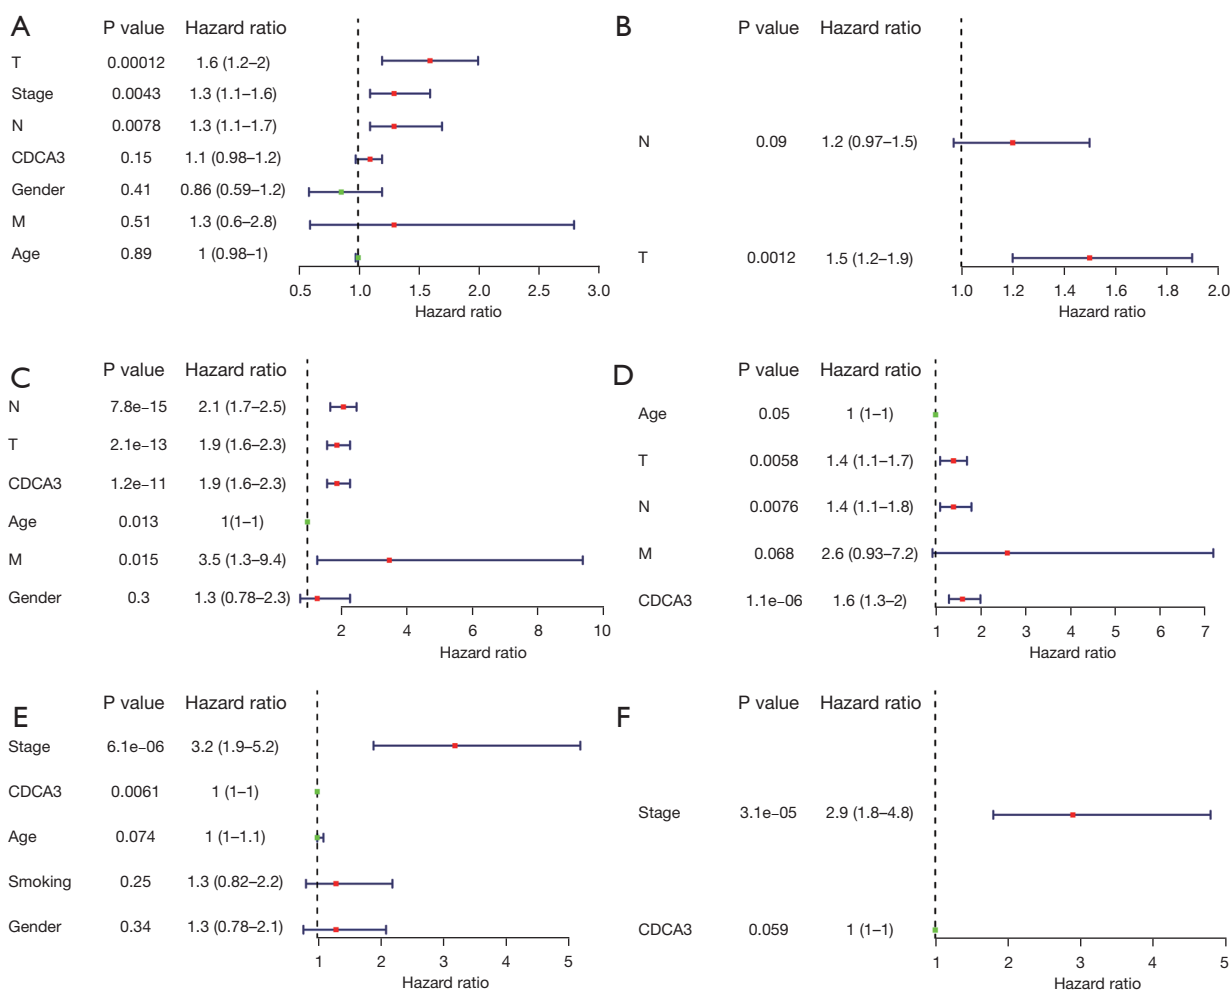 A
P value Hazard ratio
T 0.00012 1.6 (1.2–2)
Stage 0.0043 1.3 (1.1–1.6)
N 0.0078 1.3 (1.1–1.7)
CDCA3 0.15 1.1 (0.98–1.2)
Gender 0.41 0.86 (0.59–1.2)
M 0.51 1.3 (0.6–2.8)
Age 0.89 1 (0.98–1)
0.5 1.0 1.5 2.0 2.5 3.0
Hazard ratio
B
P value Hazard ratio
N 0.09 1.2 (0.97–1.5)
T 0.0012 1.5 (1.2–1.9)
1.0 1.2 1.4 1.6 1.8 2.0
Hazard ratio
C
P value Hazard ratio
N 7.8e−15 2.1 (1.7–2.5)
T 2.1e−13 1.9 (1.6–2.3)
CDCA3 1.2e−11 1.9 (1.6–2.3)
Age 0.013 1(1–1)
M 0.015 3.5 (1.3–9.4)
Gender 0.3 1.3 (0.78–2.3)
2 4 6 8 10
Hazard ratio
D
P value Hazard ratio
Age 0.05 1 (1–1)
T 0.0058 1.4 (1.1–1.7)
N 0.0076 1.4 (1.1–1.8)
M 0.068 2.6 (0.93–7.2)
CDCA3 1.1e−06 1.6 (1.3–2)
1 2 3 4 5 6 7
Hazard ratio
E
P value Hazard ratio
Stage 6.1e−06 3.2 (1.9–5.2)
CDCA3 0.0061 1 (1–1)
Age 0.074 1 (1–1.1)
Smoking 0.25 1.3 (0.82–2.2)
Gender 0.34 1.3 (0.78–2.1)
1 2 3 4 5
Hazard ratio
F
P value Hazard ratio
Stage 3.1e−05 2.9 (1.8–4.8)
CDCA3 0.059 1 (1–1)
1 2 3 4 5
Hazard ratio